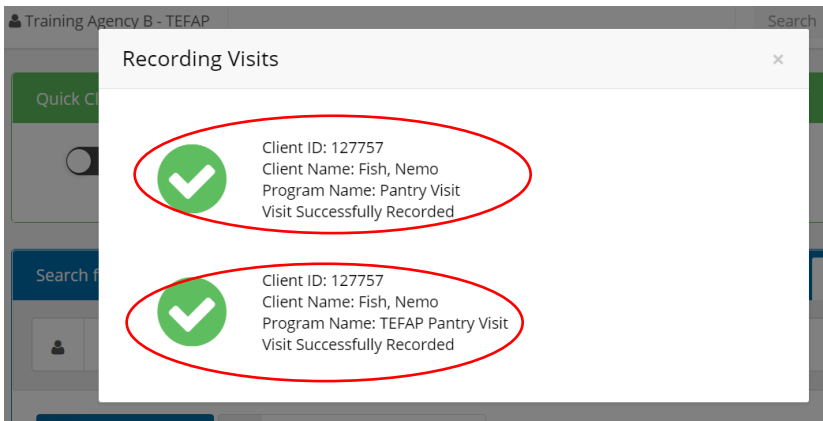 Training Agency B - TEFAP
Search
Recording Visits
×
Quick Cl
Client ID: 127757
Client Name: Fish, Nemo
Program Name: Pantry Visit
Visit Successfully Recorded
Search f
Client ID: 127757
Client Name: Fish, Nemo
Program Name: TEFAP Pantry Visit
Visit Successfully Recorded